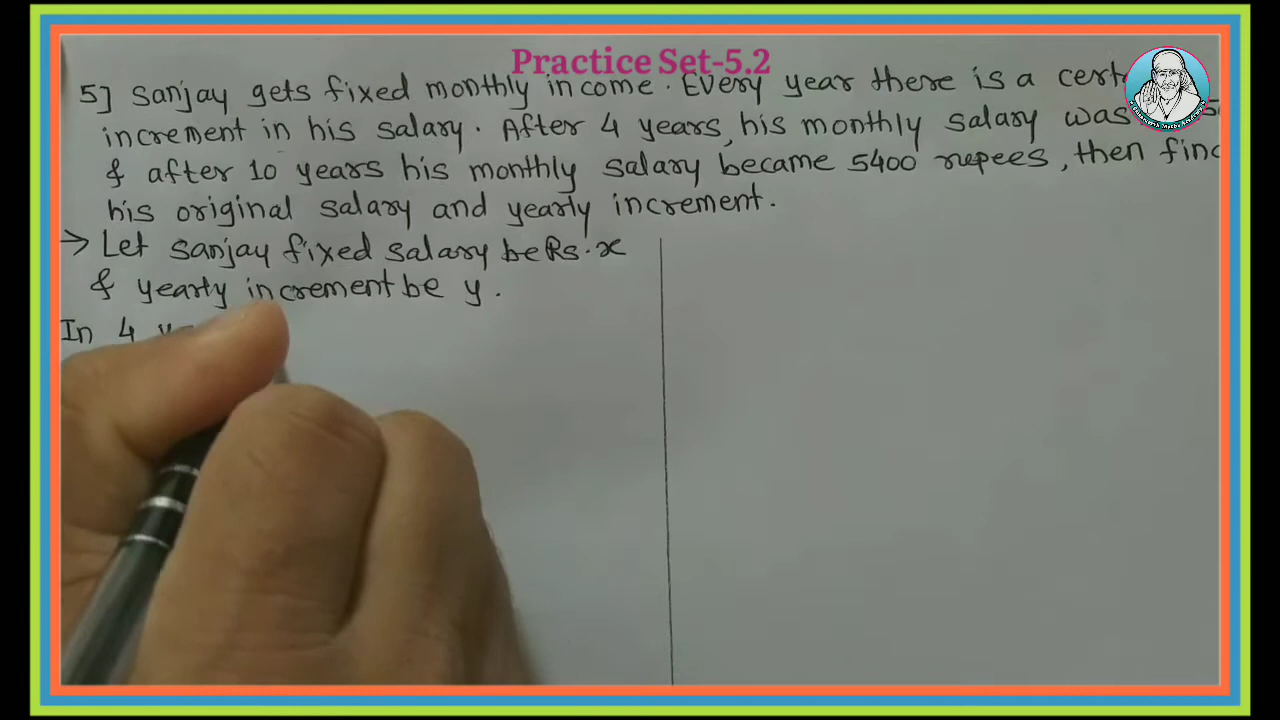 Practice Set-5.2
5] Sanjay gets fixed monthly income. Every year there is a
increment in his salary. After 4 years, his monthly salary was
& after 10 years his monthly salary became 5400 rupees, then find
his original salary and yearly increment.
→ Let Sanjay fixed salary be Rs. x
& yearly increment be y.
In 4